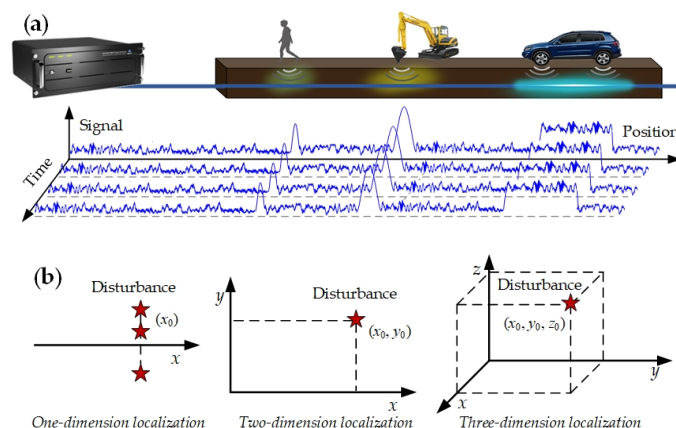 (a)
Signal
Position
Time
(b)
Disturbance
(x₀)
x
One-dimension localization
y
Disturbance
(x₀, y₀)
x
Two-dimension localization
z
Disturbance
(x₀, y₀, z₀)
y
x
Three-dimension localization